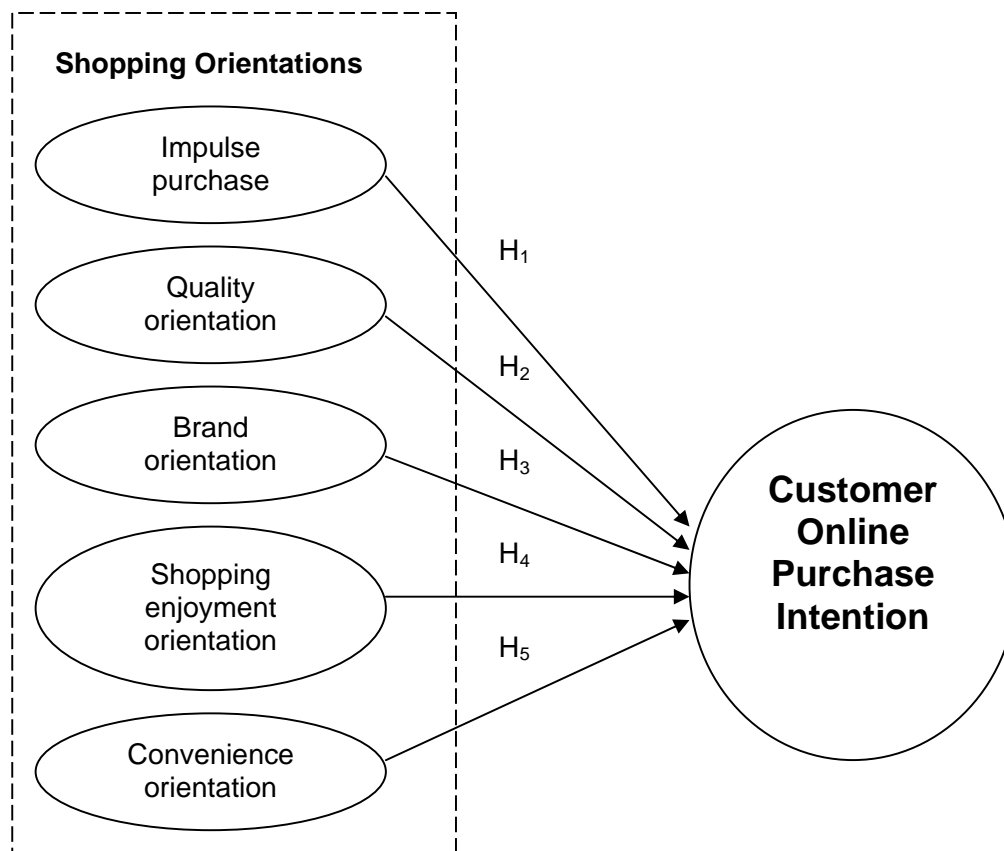 Shopping Orientations
Impulse
purchase
H₁
Quality
orientation
H₂
Brand
orientation
H₃
Customer
Online
Purchase
Intention
H₄
Shopping
enjoyment
orientation
H₅
Convenience
orientation